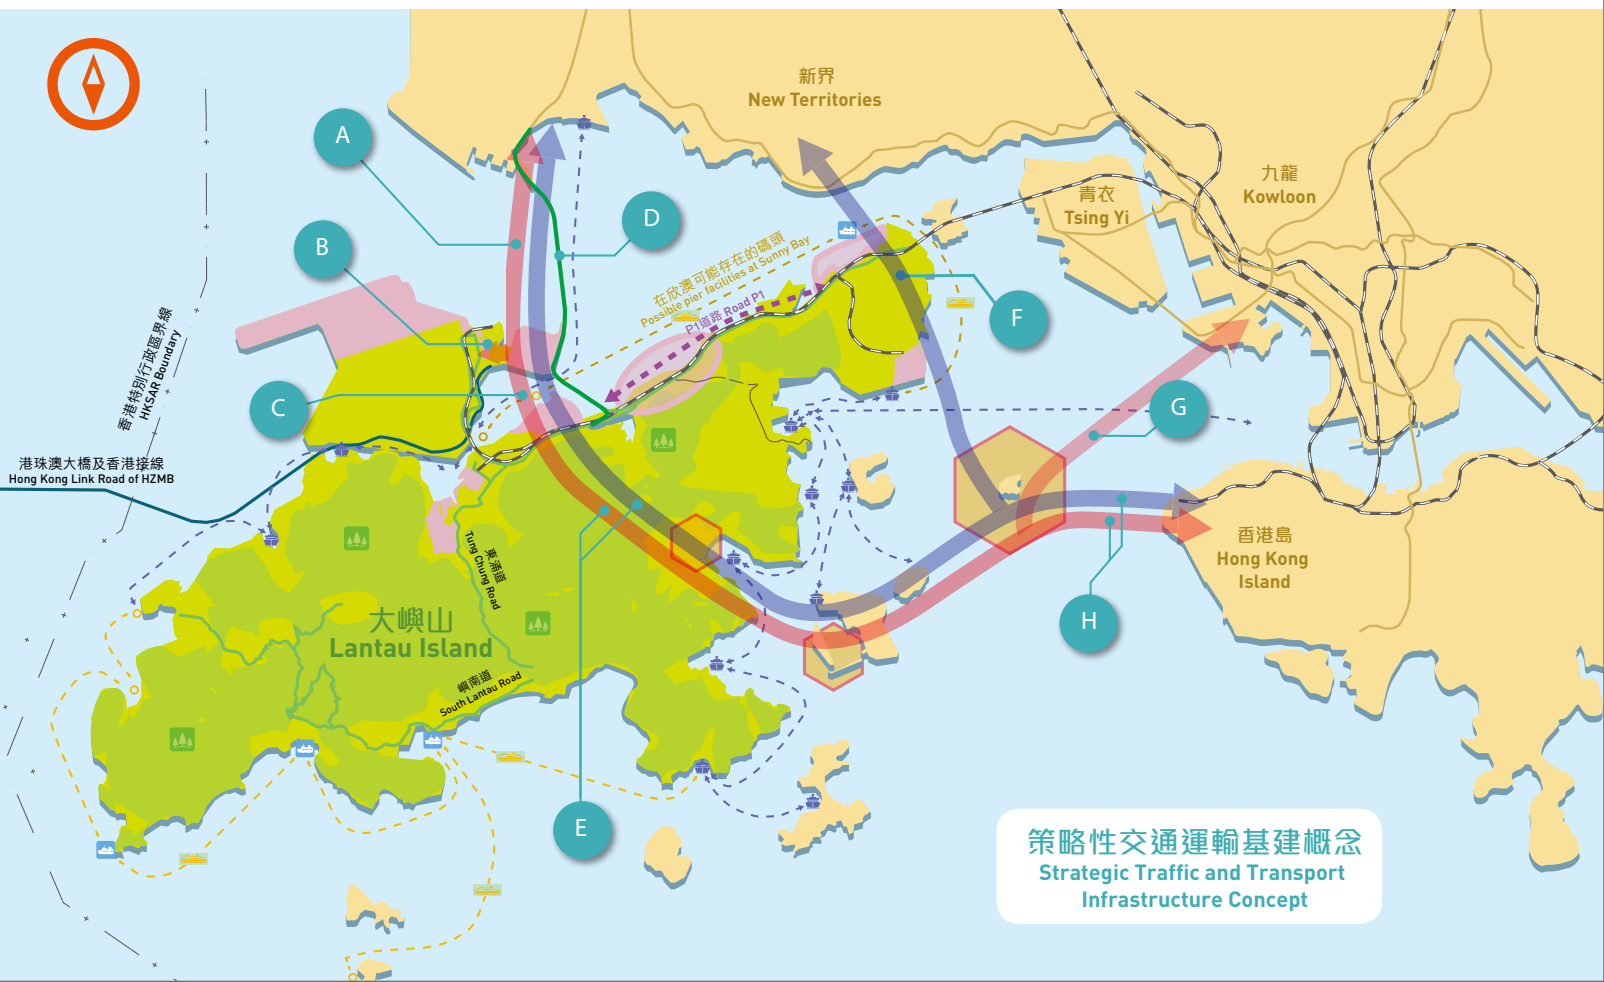 新界
New Territories
A
九龍
Kowloon
青衣
Tsing Yi
D
B
在欣澳可能存在的碼頭
Possible pier facilities at Sunny Bay
P1道路 Road P1
F
香港特別行政區界線
HKSAR Boundary
C
G
港珠澳大橋及香港接線
Hong Kong Link Road of HZMB
香港島
Hong Kong
Island
東涌道
Tung Chung Road
大嶼山
Lantau Island
H
嶼南道
South Lantau Road
E
策略性交通運輸基建概念
Strategic Traffic and Transport
Infrastructure Concept